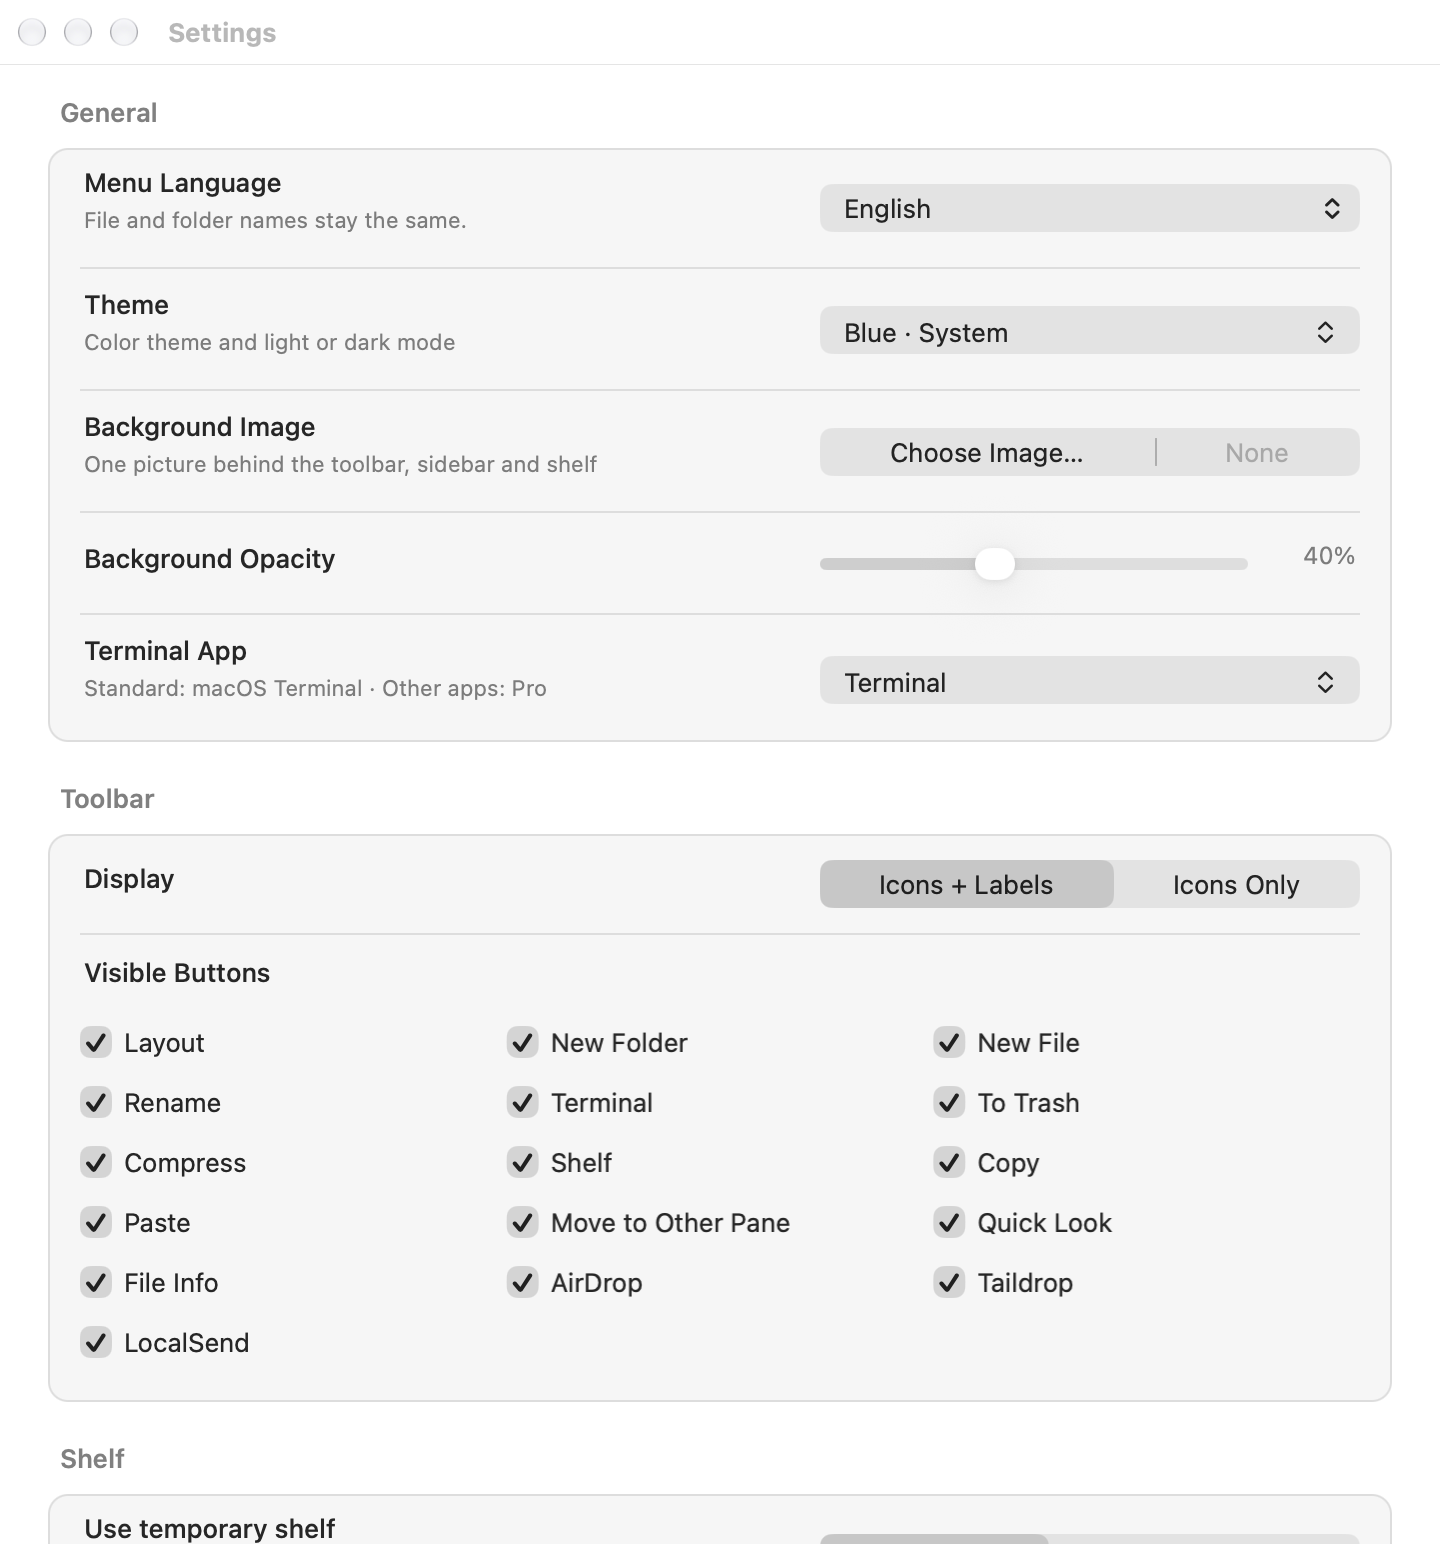 Settings
General
Menu Language
File and folder names stay the same.
English
Theme
Color theme and light or dark mode
Blue · System
Background Image
One picture behind the toolbar, sidebar and shelf
Choose Image...
None
Background Opacity
40%
Terminal App
Standard: macOS Terminal · Other apps: Pro
Terminal
Toolbar
Display
Icons + Labels
Icons Only
Visible Buttons
Layout
New Folder
New File
Rename
Terminal
To Trash
Compress
Shelf
Copy
Paste
Move to Other Pane
Quick Look
File Info
AirDrop
Taildrop
LocalSend
Shelf
Use temporary shelf